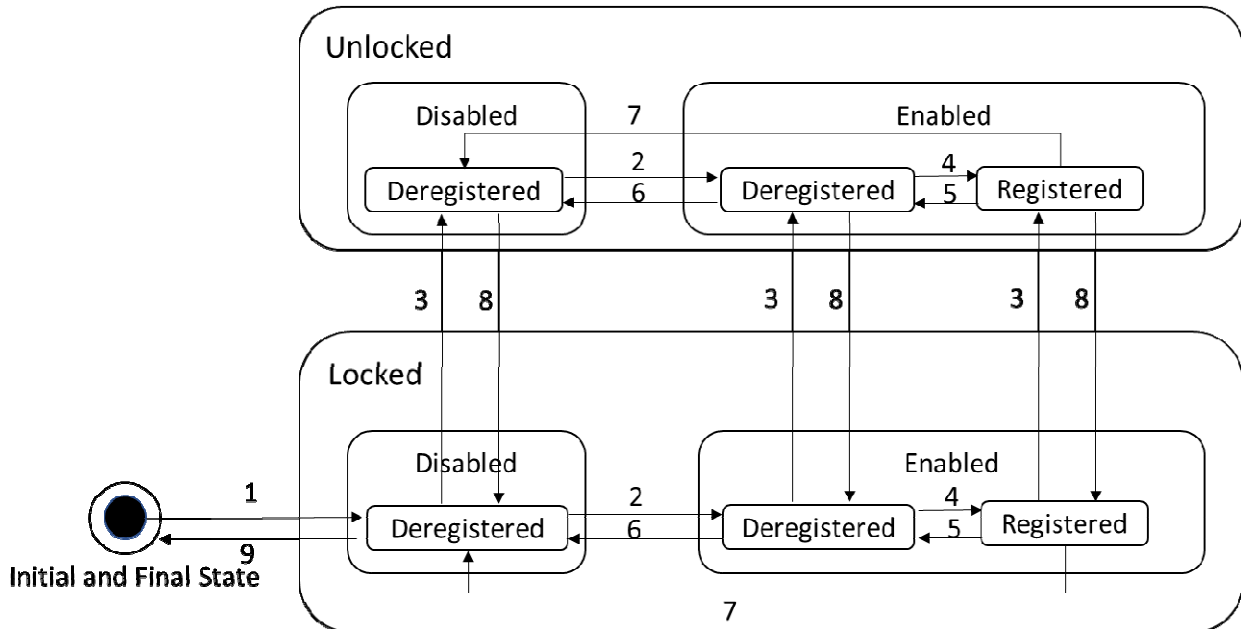 Unlocked
Disabled
7
Enabled
Deregistered
2
6
Deregistered
4
5
Registered
3
8
3
8
3
8
Locked
Disabled
Enabled
1
9
Deregistered
2
6
Deregistered
4
5
Registered
Initial and Final State
7